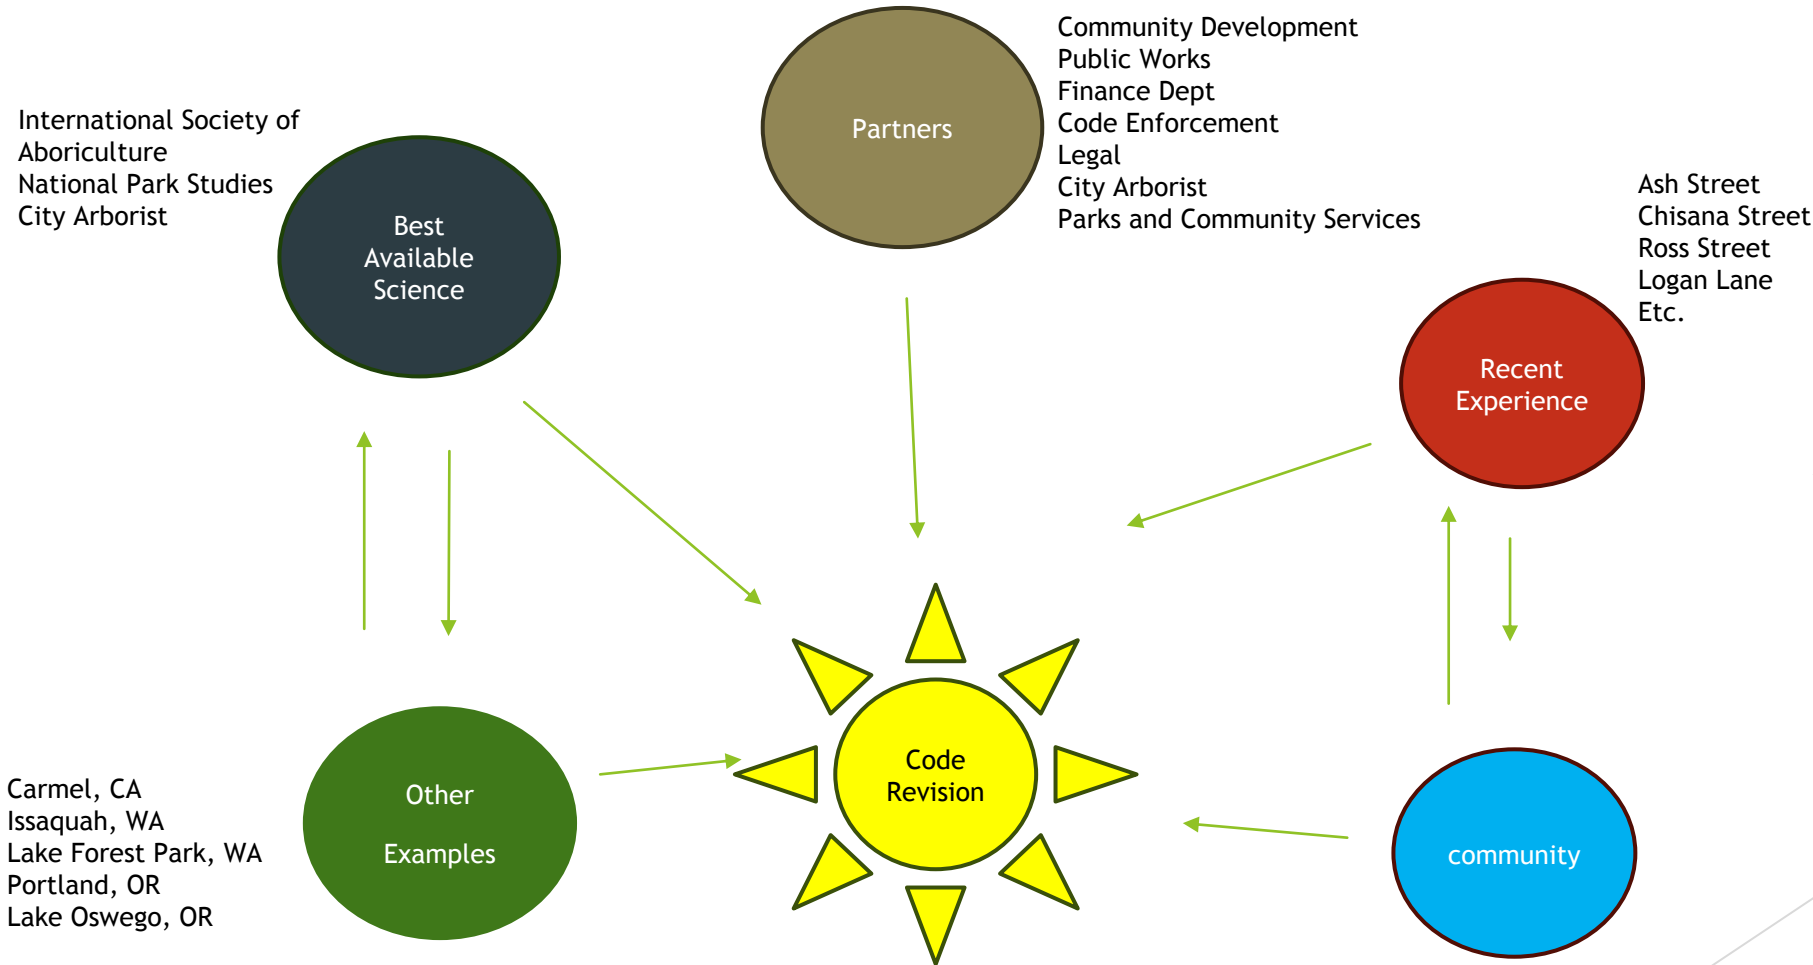 Community Development
Public Works
Finance Dept
Code Enforcement
Legal
City Arborist
Parks and Community Services
Partners
International Society of
Aboriculture
National Park Studies
City Arborist
Best
Available
Science
Ash Street
Chisana Street
Ross Street
Logan Lane
Etc.
Recent
Experience
Carmel, CA
Issaquah, WA
Lake Forest Park, WA
Portland, OR
Lake Oswego, OR
Other
Examples
Code
Revision
community